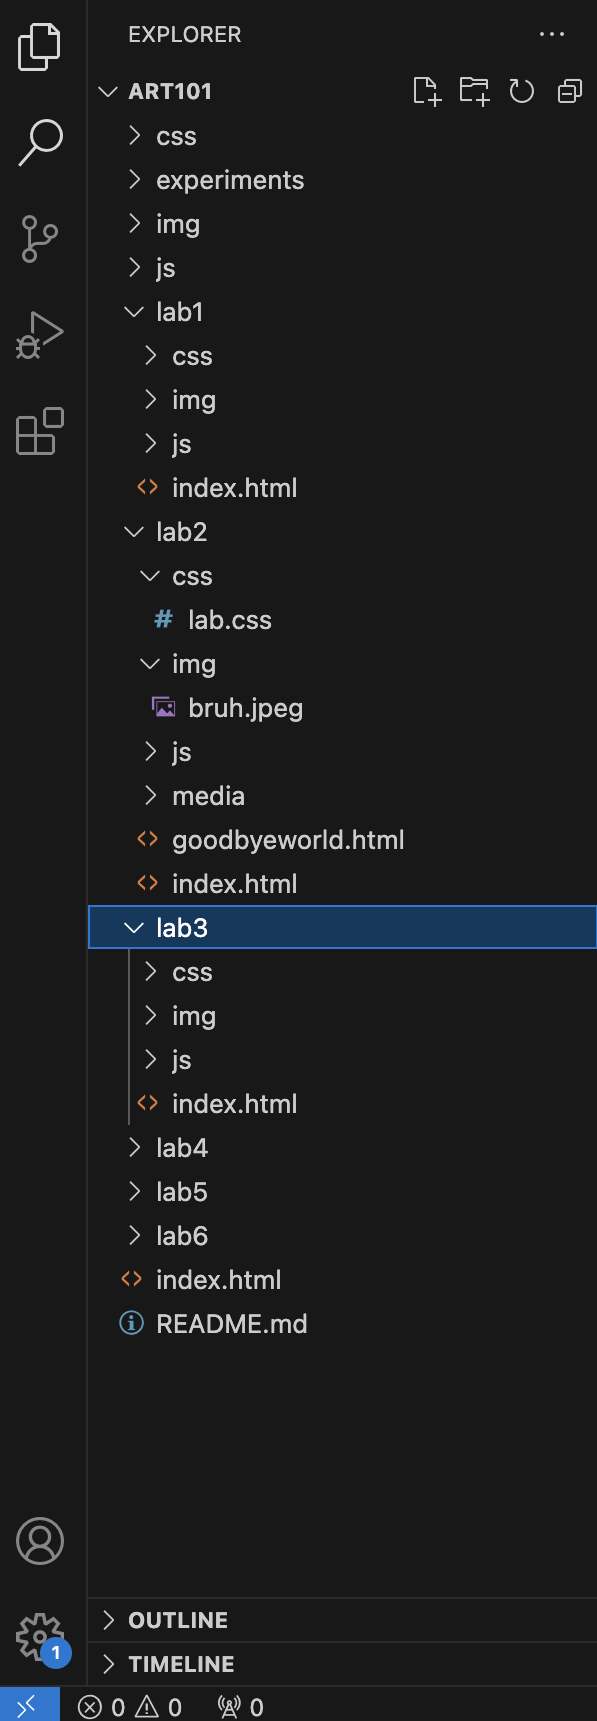 EXPLORER
ART101
css
experiments
img
js
lab1
css
img
js
index.html
lab2
css
lab.css
img
bruh.jpeg
js
media
goodbyeworld.html
index.html
lab3
css
img
js
index.html
lab4
lab5
lab6
index.html
README.md
OUTLINE
1
TIMELINE
0 0 0